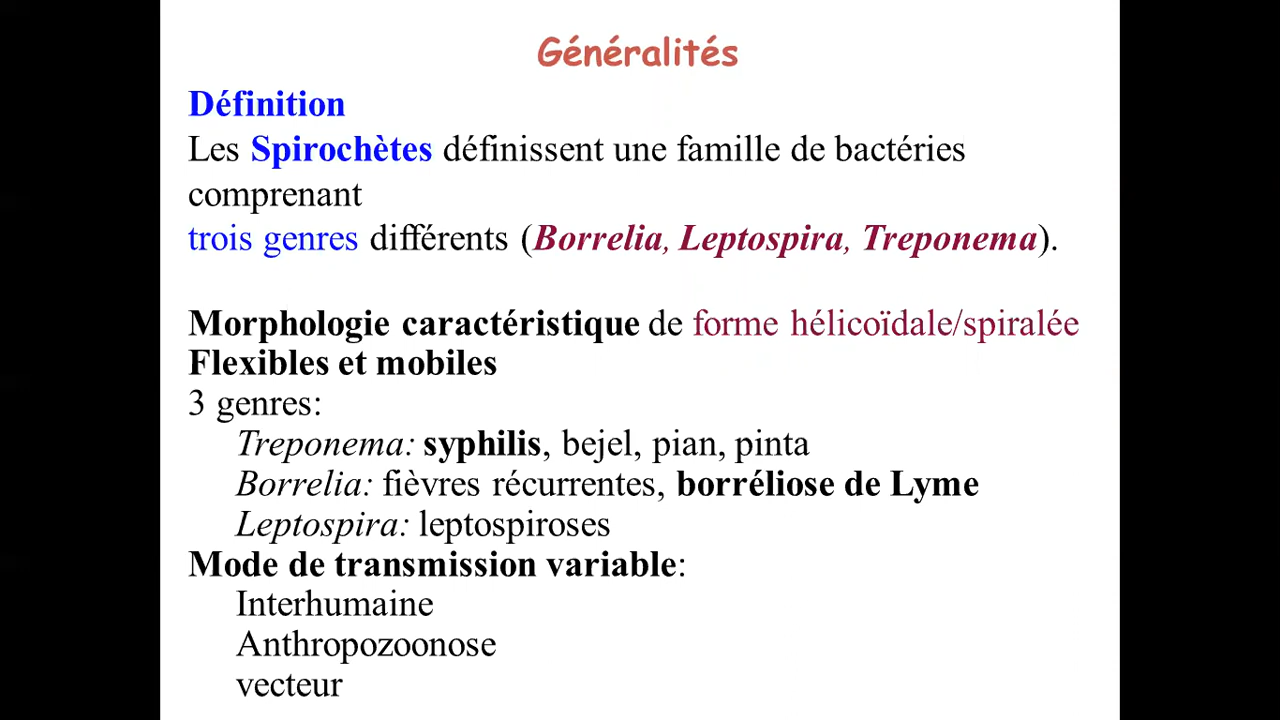 Généralités
Définition
Les Spirochètes définissent une famille de bactéries
comprenant
trois genres différents (Borrelia, Leptospira, Treponema).
Morphologie caractéristique de forme hélicoïdale/spiralée
Flexibles et mobiles
3 genres:
Treponema: syphilis, bejel, pian, pinta
Borrelia: fièvres récurrentes, borréliose de Lyme
Leptospira: leptospiroses
Mode de transmission variable:
Interhumaine
Anthropozoonose
vecteur